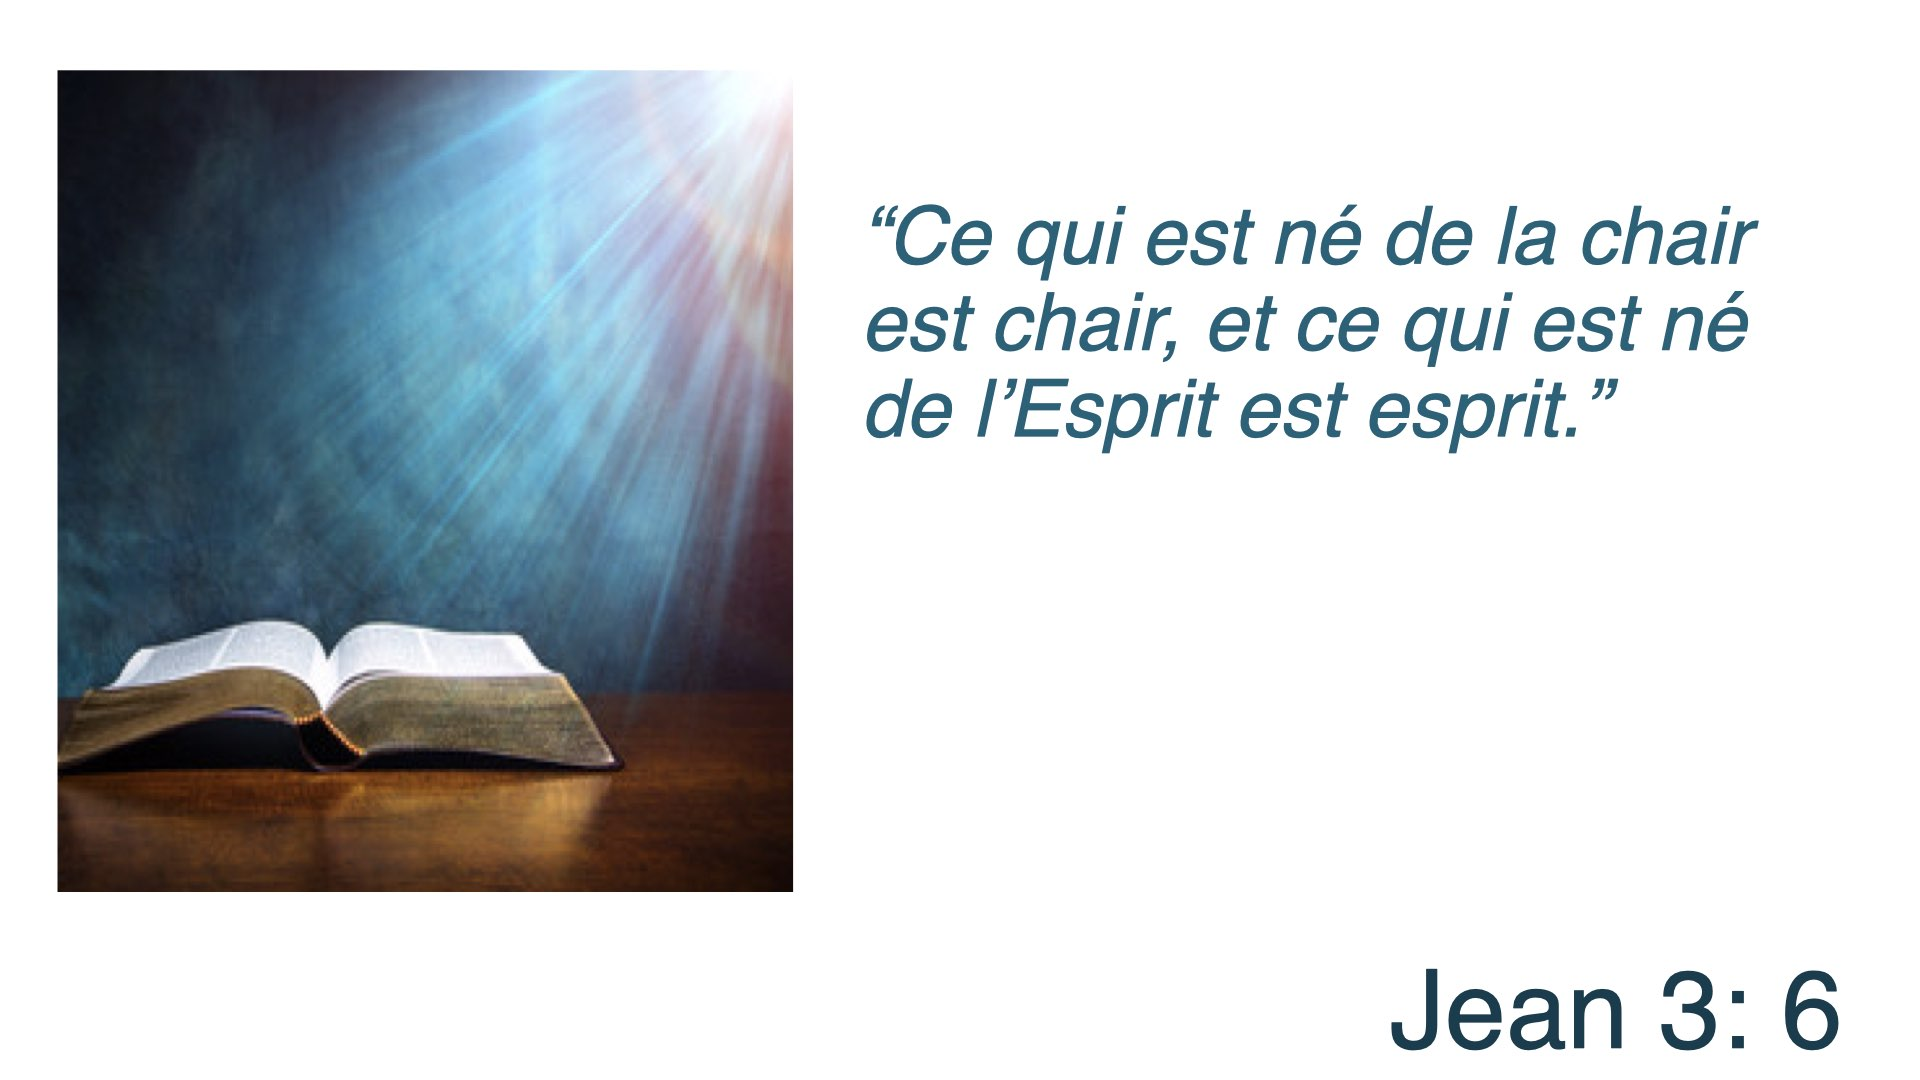 “Ce qui est né de la chair
est chair, et ce qui est né
de l’Esprit est esprit.”
Jean 3: 6